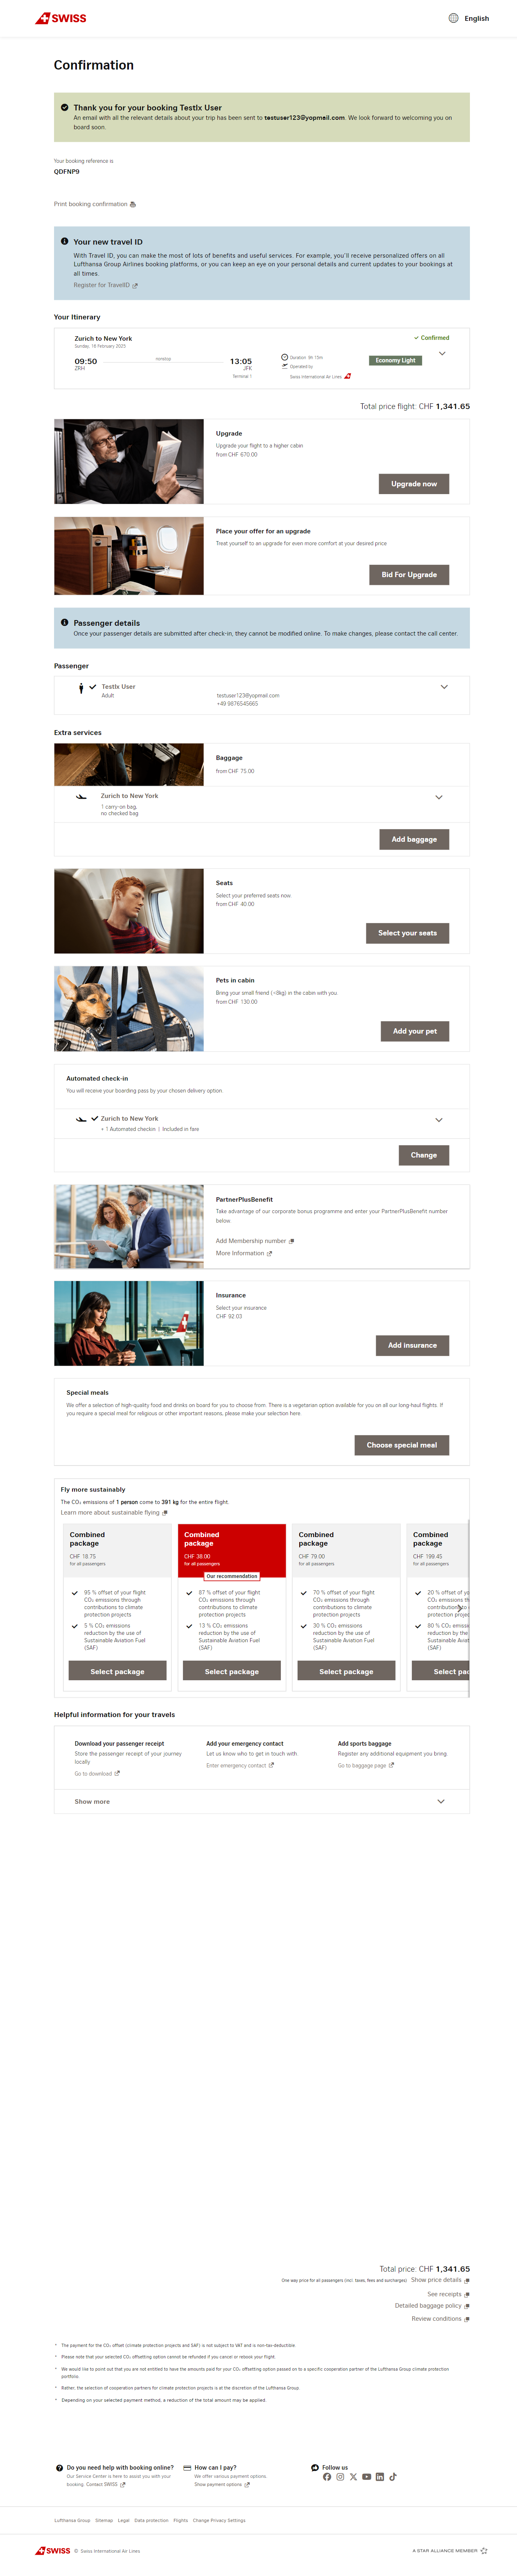 SWISS
English
Confirmation
Thank you for your booking Testlx User
An email with all the relevant details about your trip has been sent to testuser123@yopmail.com. We look forward to welcoming you on
board soon.
Your booking reference is
QDFNP9
Print booking confirmation
Your new travel ID
With Travel ID, you can make the most of lots of benefits and useful services. For example, you'll receive personalized offers on all
Lufthansa Group Airlines booking platforms, or you can keep an eye on your personal details and current updates to your bookings at
all times.
Register for TravelID
Your Itinerary
Zurich to New York
Confirmed
Sunday, 16 February 2025
09:50
nonstop
13:05
Duration 9h 15m
Economy Light
ZRH
JFK
Operated by
Terminal 1
Swiss International Air Lines
Total price flight: CHF 1,341.65
Upgrade
Upgrade your flight to a higher cabin
from CHF 670.00
Upgrade now
Place your offer for an upgrade
Treat yourself to an upgrade for even more comfort at your desired price
Bid For Upgrade
Passenger details
Once your passenger details are submitted after check-in, they cannot be modified online. To make changes, please contact the call center.
Passenger
Testlx User
Adult
testuser123@yopmail.com
+49 9876545665
Extra services
Baggage
from CHF 75.00
Zurich to New York
1 carry-on bag,
no checked bag
Add baggage
Seats
Select your preferred seats now
from CHF 40.00
Select your seats
Pets in cabin
Bring your small friend (<8kg) in the cabin with you
from CHF 130.00
Add your pet
Automated check-in
You will receive your boarding pass by your chosen delivery option
Zurich to New York
× 1 Automated checkin | Included in fare
Change
PartnerPlusBenefit
Take advantage of our corporate bonus programme and enter your PartnerPlusBenefit number
below
Add Membership number
More Information
Insurance
Select your insurance
CHF 92.03
Add insurance
Special meals
We offer a selection of high-quality food and drinks on board for you to choose from. There is a vegetarian option available for you on all our long-haul flights. If
you require a special meal for religious or other important reasons, please make your selection here.
Choose special meal
Fly more sustainably
The CO₂ emissions of 1 person come to 391 kg for the entire flight.
Learn more about sustainable flying
Combined
package
CHF 18.75
for all passengers
95 % offset of your flight
CO₂ emissions through
contributions to climate
protection projects
5 % CO₂ emissions
reduction by the use of
Sustainable Aviation Fuel
(SAF)
Select package
Combined
package
CHF 38.00
for all passengers
Our recommendation
87 % offset of your flight
CO₂ emissions through
contributions to climate
protection projects
13 % CO₂ emissions
reduction by the use of
Sustainable Aviation Fuel
(SAF)
Select package
Combined
package
CHF 79.00
for all passengers
70 % offset of your flight
CO₂ emissions through
contributions to climate
protection projects
30 % CO₂ emissions
reduction by the use of
Sustainable Aviation Fuel
(SAF)
Select package
Combined
package
CHF 199.45
for all passengers
20 % offset of yo
CO₂ emissions th
contributions to
protection projec
80 % CO₂ emiss
reduction by the
Sustainable Aviat
(SAF)
Select pac
Helpful information for your travels
Download your passenger receipt
Store the passenger receipt of your journey
locally
Go to download
Add your emergency contact
Let us know who to get in touch with
Enter emergency contact
Add sports baggage
Register any additional equipment you bring.
Go to baggage page
Show more
Total price: CHF 1,341.65
One way price for all passengers (incl. taxes, fees and surcharges)
Show price details
See receipts
Detailed baggage policy
Review conditions
* The payment for the CO₂ offset (climate protection projects and SAF) is not subject to VAT and is non-tax-deductible.
* Please note that your selected CO₂ offsetting option cannot be refunded if you cancel or rebook your flight.
* We would like to point out that you are not entitled to have the amounts paid for your CO₂ offsetting option passed on to a specific cooperation partner of the Lufthansa Group climate protection
portfolio.
* Rather, the selection of cooperation partners for climate protection projects is at the discretion of the Lufthansa Group.
* Depending on your selected payment method, a reduction of the total amount may be applied.
Do you need help with booking online?
Our Service Center is here to assist you with your
booking. Contact SWISS
How can I pay?
We offer various payment options.
Show payment options
Follow us
Lufthansa Group Sitemap Legal Data protection Flights Change Privacy Settings
SWISS © Swiss International Air Lines
A STAR ALLIANCE MEMBER